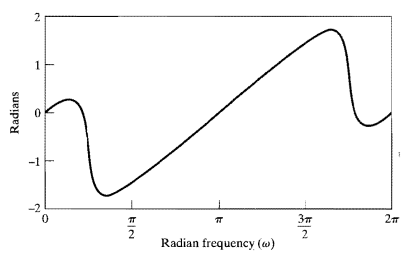 2
1
0
-1
-2
Radians
0
π/2
π
3π/2
2π
Radian frequency (ω)